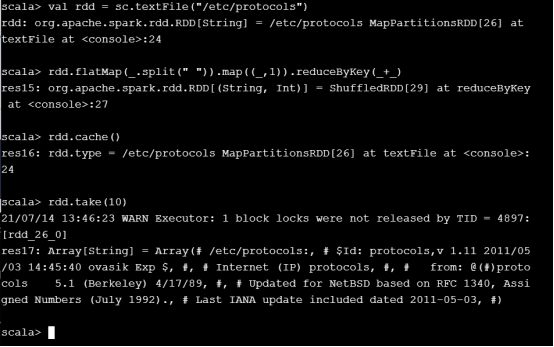 scala> val rdd = sc.textFile("/etc/protocols")
rdd: org.apache.spark.rdd.RDD[String] = /etc/protocols MapPartitionsRDD[26] at
textFile at <console>:24
scala> rdd.flatMap(_.split(" ")).map((_,1)).reduceByKey(_+_)
res15: org.apache.spark.rdd.RDD[(String, Int)] = ShuffledRDD[29] at reduceByKey
at <console>:27
scala> rdd.cache()
res16: rdd.type = /etc/protocols MapPartitionsRDD[26] at textFile at <console>:
24
scala> rdd.take(10)
21/07/14 13:46:23 WARN Executor: 1 block locks were not released by TID = 4897:
[rdd_26_0]
res17: Array[String] = Array(# /etc/protocols:, # $Id: protocols,v 1.11 2011/05
/03 14:45:40 ovasik Exp $, #, # Internet (IP) protocols, #, #   from: @(#)proto
cols    5.1 (Berkeley) 4/17/89, #, # Updated for NetBSD based on RFC 1340, Assi
gned Numbers (July 1992)., # Last IANA update included dated 2011-05-03, #)
scala>